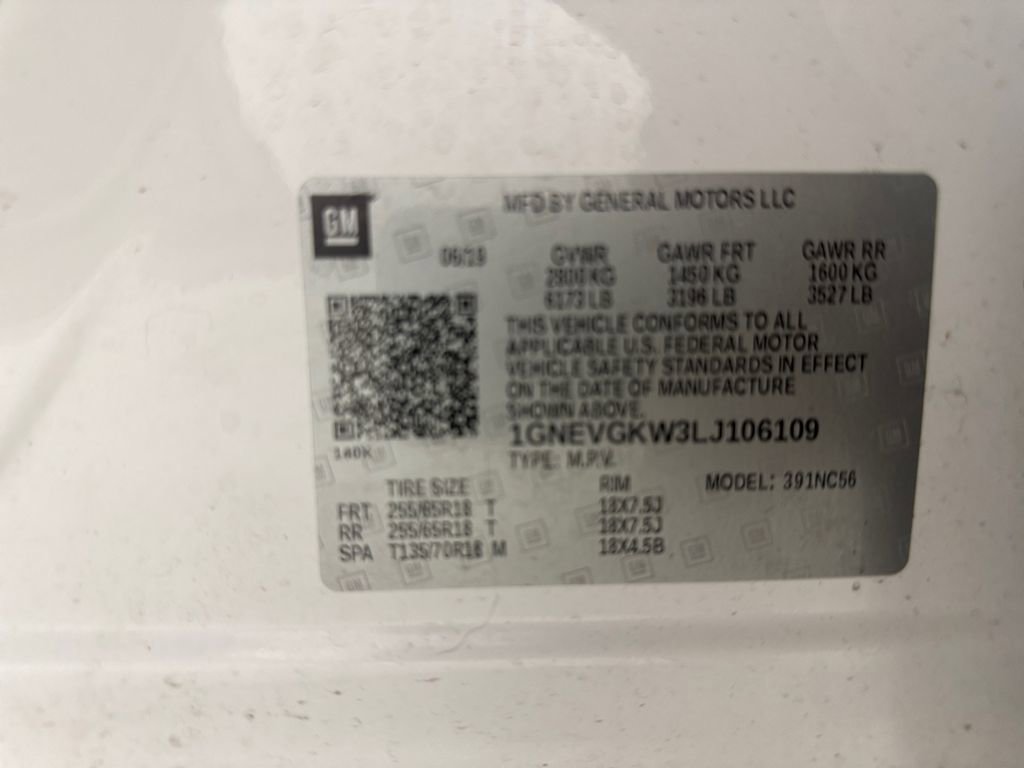 GM
MFD BY GENERAL MOTORS LLC
GVWR GAWR FRT GAWR RR
2800 KG 1450 KG 1600 KG
6173 LB 3196 LB 3527 LB
THIS VEHICLE CONFORMS TO ALL
APPLICABLE U.S. FEDERAL MOTOR
VEHICLE SAFETY STANDARDS IN EFFECT
ON THE DATE OF MANUFACTURE
SHOWN ABOVE.
1GNEVGKW3LJ106109
TYPE: M.P.V.
TIRE SIZE RIM MODEL: 391NC56
FRT 255/65R18 T 18X7.5J
RR 255/65R18 T 18X7.5J
SPA T135/70R18 M 18X4.5B